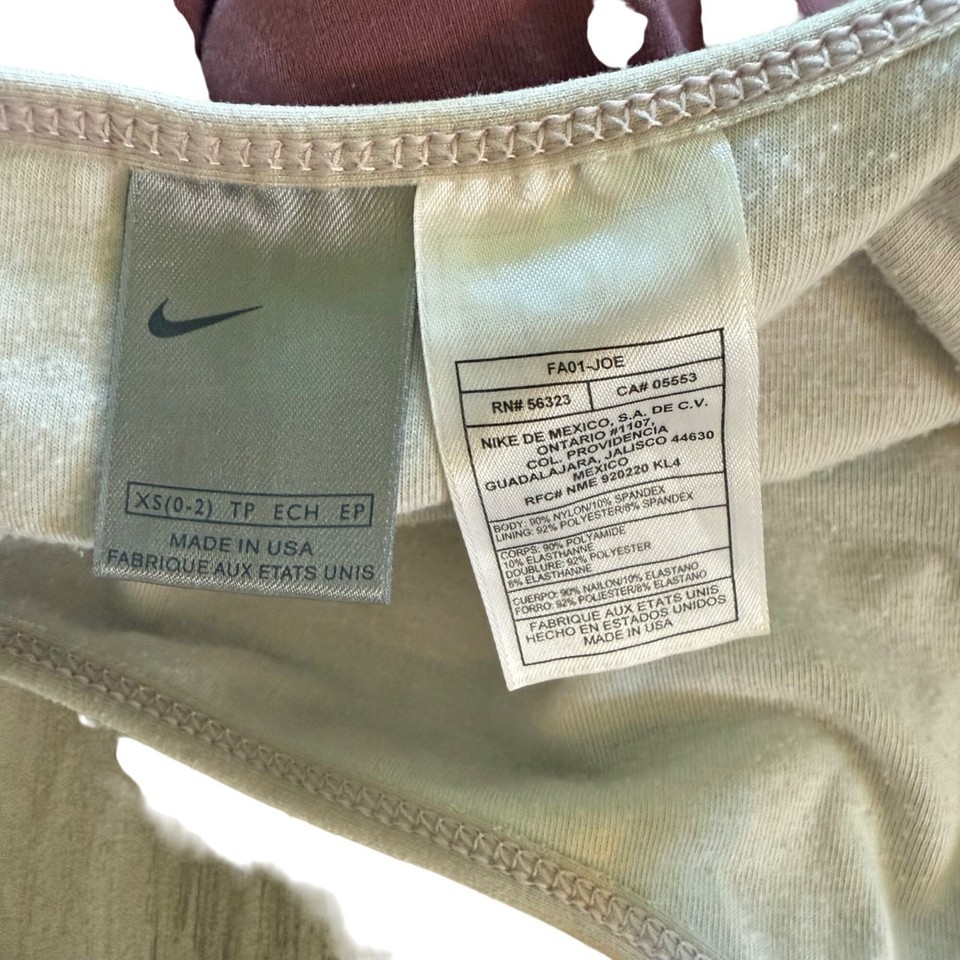 XS(0-2) TP ECH EP
MADE IN USA
FABRIQUE AUX ETATS UNIS
FA01-JOE
RN# 56323 CA# 05553
NIKE DE MEXICO, S.A. DE C.V.
ONTARIO #1107,
COL. PROVIDENCIA
GUADALAJARA, JALISCO 44630
MEXICO
RFC# NME 920220 KL4
BODY: 90% NYLON/10% SPANDEX
LINING: 92% POLYESTER/8% SPANDEX
CORPS: 90% POLYAMIDE
10% ELASTHANNE
DOUBLURE: 92% POLYESTER
8% ELASTHANNE
CUERPO: 90% NAILON/10% ELASTANO
FORRO: 92% POLIESTER/8% ELASTANO
FABRIQUE AUX ETATS UNIS
HECHO EN ESTADOS UNIDOS
MADE IN USA